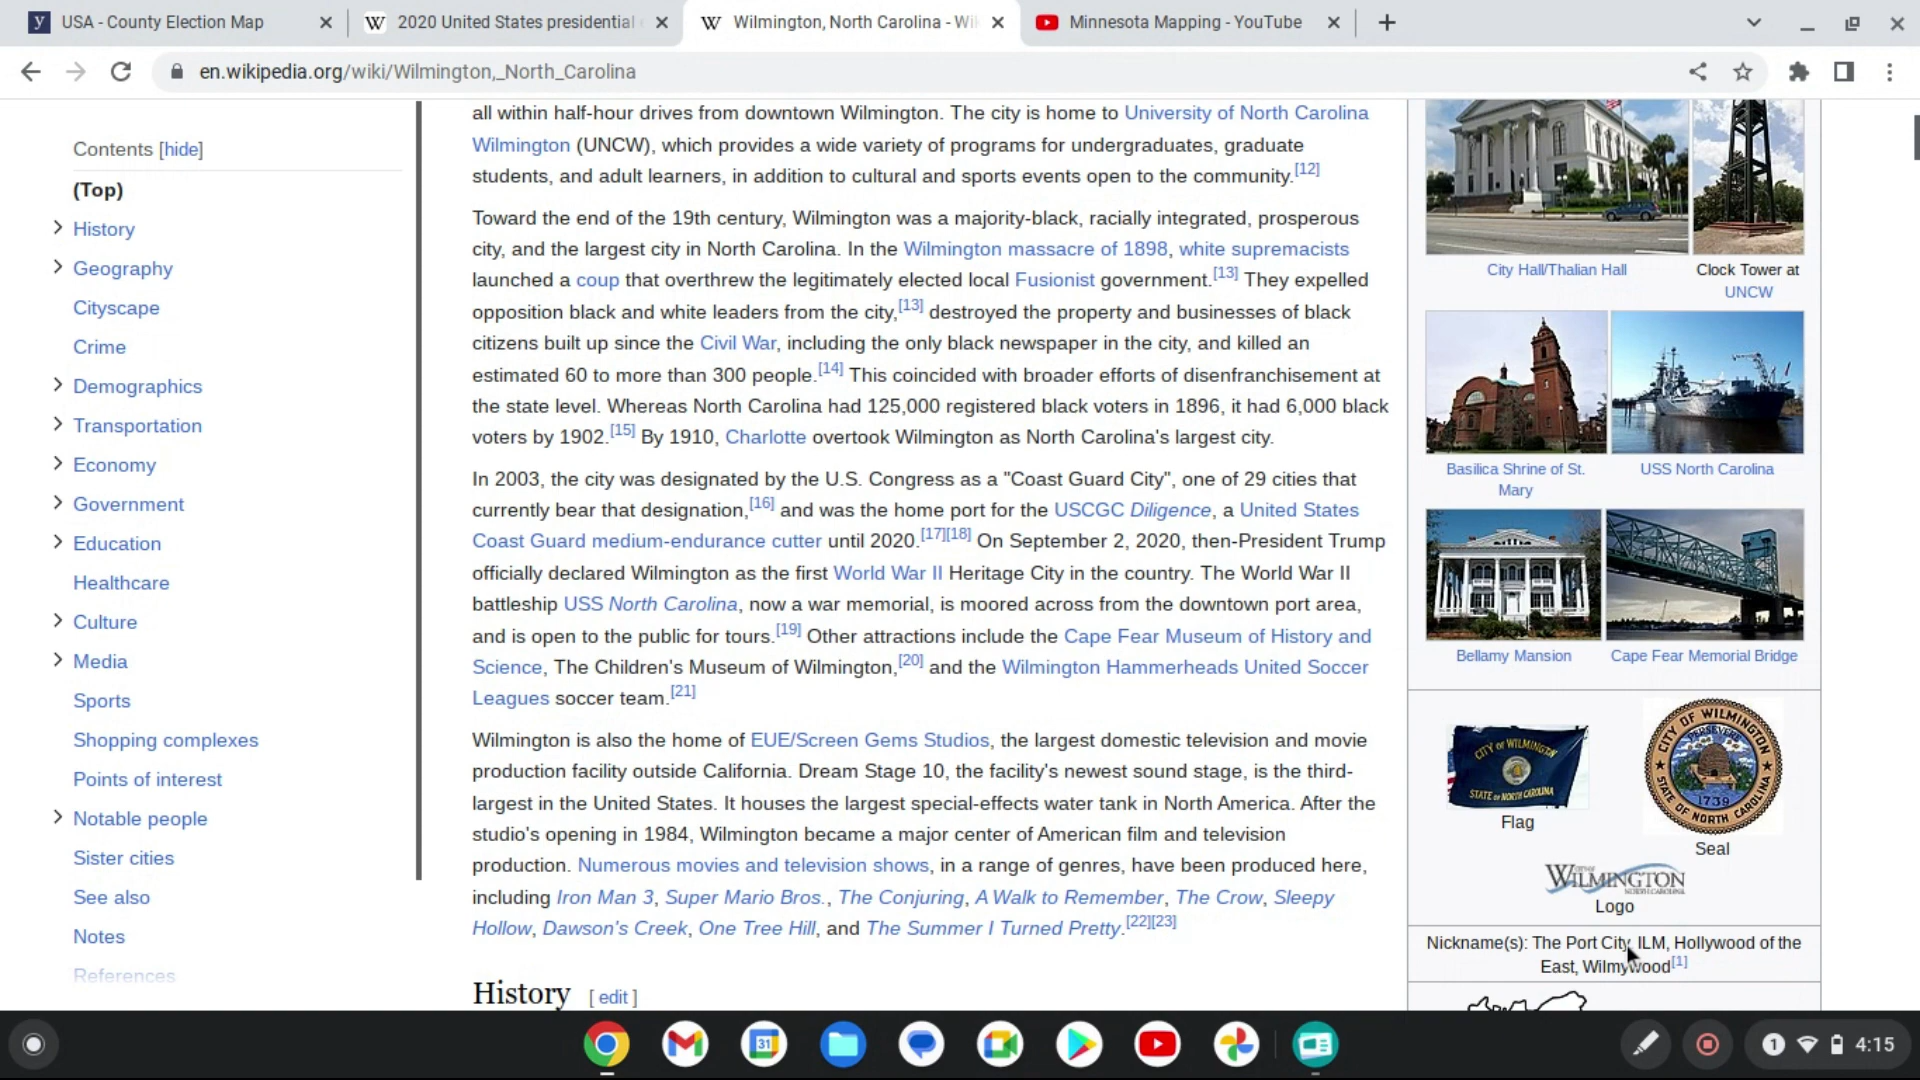 USA - County Election Map
2020 United States presidential
Wilmington, North Carolina - Wi
Minnesota Mapping - YouTube
en.wikipedia.org/wiki/Wilmington,_North_Carolina
Contents [hide]
(Top)
History
Geography
Cityscape
Crime
Demographics
Transportation
Economy
Government
Education
Healthcare
Culture
Media
Sports
Shopping complexes
Points of interest
Notable people
Sister cities
See also
Notes
References
all within half-hour drives from downtown Wilmington. The city is home to University of North Carolina
Wilmington (UNCW), which provides a wide variety of programs for undergraduates, graduate
students, and adult learners, in addition to cultural and sports events open to the community.[12]
Toward the end of the 19th century, Wilmington was a majority-black, racially integrated, prosperous
city, and the largest city in North Carolina. In the Wilmington massacre of 1898, white supremacists
launched a coup that overthrew the legitimately elected local Fusionist government.[13] They expelled
opposition black and white leaders from the city,[13] destroyed the property and businesses of black
citizens built up since the Civil War, including the only black newspaper in the city, and killed an
estimated 60 to more than 300 people.[14] This coincided with broader efforts of disenfranchisement at
the state level. Whereas North Carolina had 125,000 registered black voters in 1896, it had 6,000 black
voters by 1902.[15] By 1910, Charlotte overtook Wilmington as North Carolina's largest city.
In 2003, the city was designated by the U.S. Congress as a "Coast Guard City", one of 29 cities that
currently bear that designation,[16] and was the home port for the USCGC Diligence, a United States
Coast Guard medium-endurance cutter until 2020.[17][18] On September 2, 2020, then-President Trump
officially declared Wilmington as the first World War II Heritage City in the country. The World War II
battleship USS North Carolina, now a war memorial, is moored across from the downtown port area,
and is open to the public for tours.[19] Other attractions include the Cape Fear Museum of History and
Science, The Children's Museum of Wilmington,[20] and the Wilmington Hammerheads United Soccer
Leagues soccer team.[21]
Wilmington is also the home of EUE/Screen Gems Studios, the largest domestic television and movie
production facility outside California. Dream Stage 10, the facility's newest sound stage, is the third-
largest in the United States. It houses the largest special-effects water tank in North America. After the
studio's opening in 1984, Wilmington became a major center of American film and television
production. Numerous movies and television shows, in a range of genres, have been produced here,
including Iron Man 3, Super Mario Bros., The Conjuring, A Walk to Remember, The Crow, Sleepy
Hollow, Dawson's Creek, One Tree Hill, and The Summer I Turned Pretty.[22][23]
History [ edit ]
City Hall/Thalian Hall
Clock Tower at
UNCW
Basilica Shrine of St.
Mary
USS North Carolina
Bellamy Mansion
Cape Fear Memorial Bridge
CITY OF WILMINGTON
STATE OF NORTH CAROLINA
Flag
CITY OF WILMINGTON
PERSEVERE
1739
STATE OF NORTH CAROLINA
Seal
CITY OF
WILMINGTON
NORTH CAROLINA
Logo
Nickname(s): The Port City, ILM, Hollywood of the
East, Wilmywood[1]
31
1
4:15